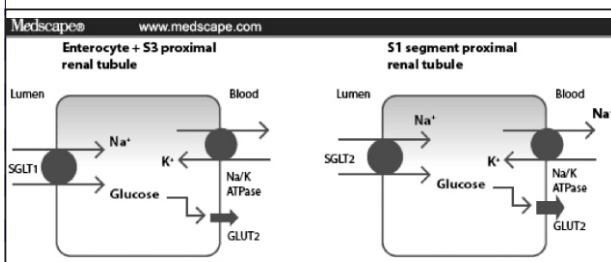 Medscape® www.medscape.com
Enterocyte + S3 proximal
renal tubule
Lumen
Blood
Na⁺
SGLT1
K⁺
Glucose
Na/K
ATPase
GLUT2
S1 segment proximal
renal tubule
Lumen
Blood
Na⁺
Na
SGLT2
K⁺
Glucose
Na/K
ATPase
GLUT2